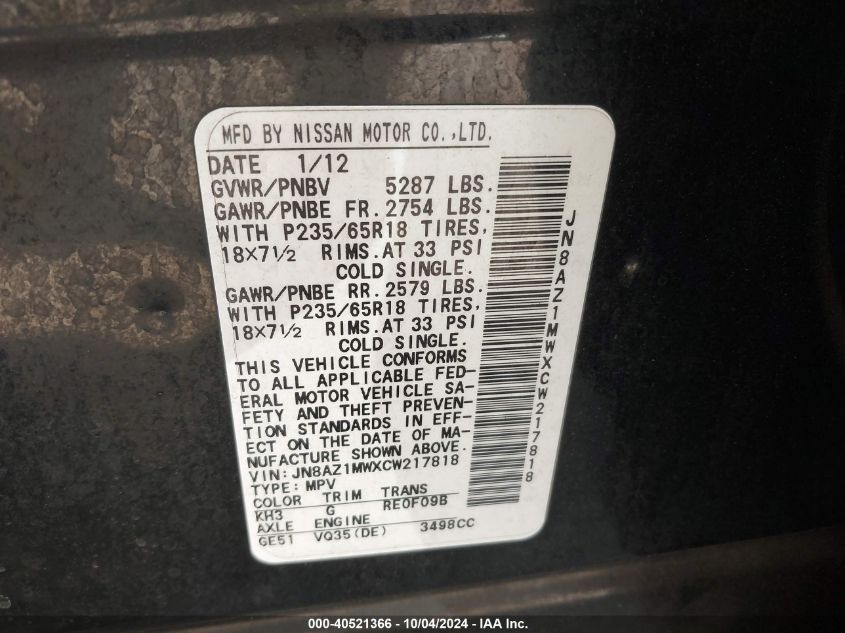 MFD BY NISSAN MOTOR CO.,LTD.
DATE 1/12
GVWR/PNBV 5287 LBS.
GAWR/PNBE FR. 2754 LBS.
WITH P235/65R18 TIRES,
18×7½ RIMS.AT 33 PSI
COLD SINGLE.
GAWR/PNBE RR. 2579 LBS.
WITH P235/65R18 TIRES,
18×7½ RIMS.AT 33 PSI
COLD SINGLE.
THIS VEHICLE CONFORMS
TO ALL APPLICABLE FED-
ERAL MOTOR VEHICLE SA-
FETY AND THEFT PREVEN-
TION STANDARDS IN EFF-
ECT ON THE DATE OF MA-
NUFACTURE SHOWN ABOVE.
VIN: JN8AZ1MWXCW217818
TYPE: MPV
COLOR TRIM TRANS
KH3 G RE0F09B
AXLE ENGINE
GE51 VQ35(DE) 3498CC
JN8AZ1MWXCW217818
000-40521366 - 10/04/2024 - IAA Inc.